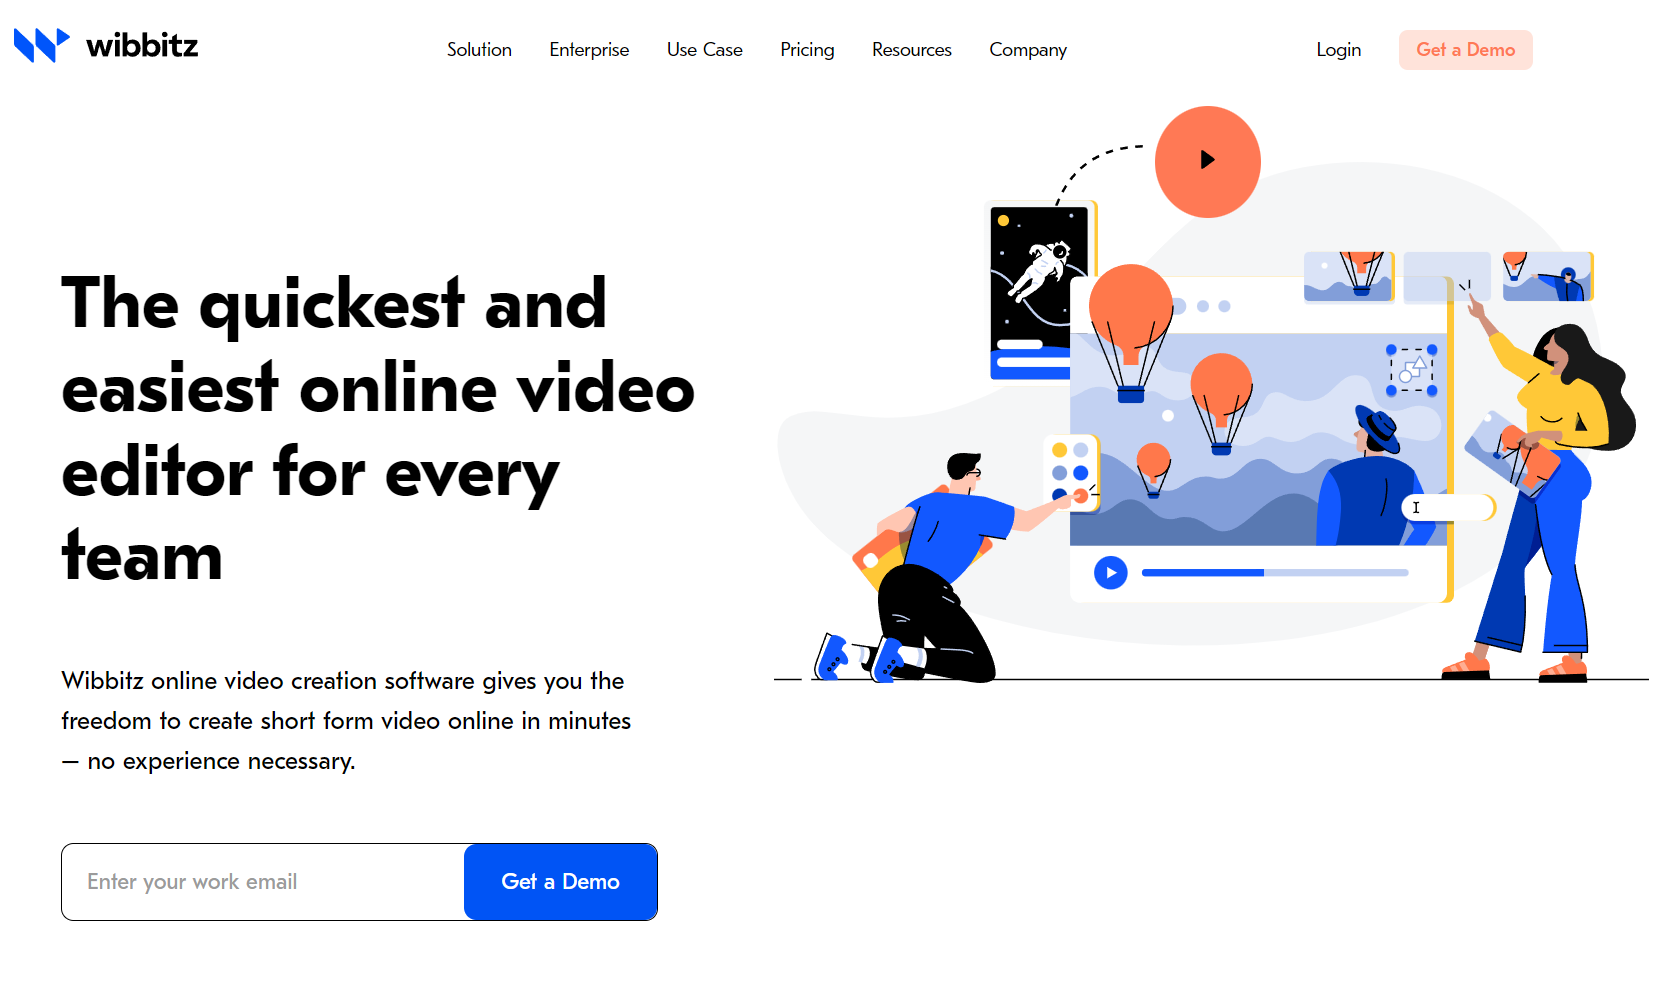 wibbitz
Solution Enterprise Use Case Pricing Resources Company Login Get a Demo
The quickest and
easiest online video
editor for every
team
Wibbitz online video creation software gives you the
freedom to create short form video online in minutes
– no experience necessary.
Enter your work email Get a Demo